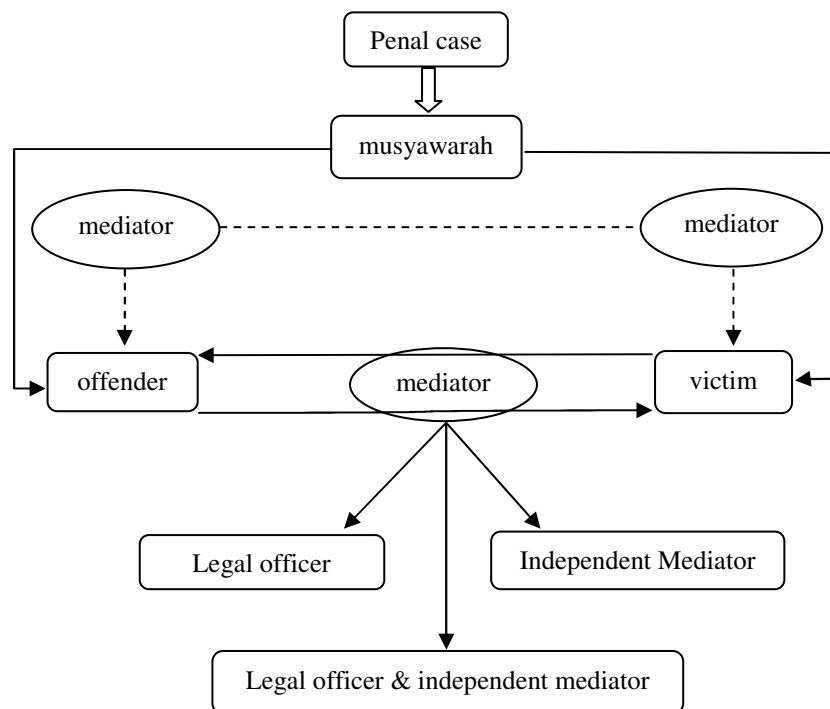 Penal case
musyawarah
mediator
mediator
offender
mediator
victim
Legal officer
Independent Mediator
Legal officer & independent mediator